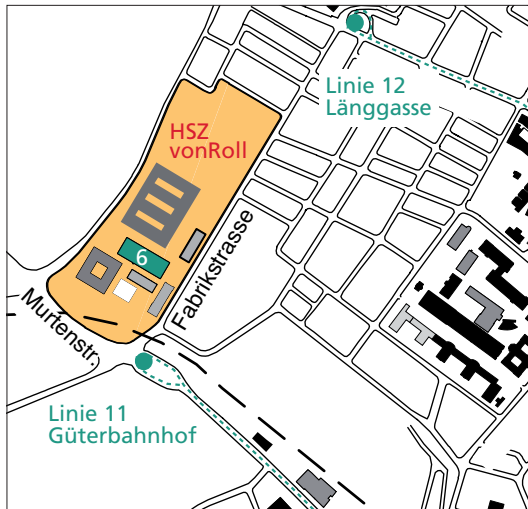 Linie 12
Länggasse
HSZ
vonRoll
6
Fabrikstrasse
Murtenstr.
Linie 11
Güterbahnhof